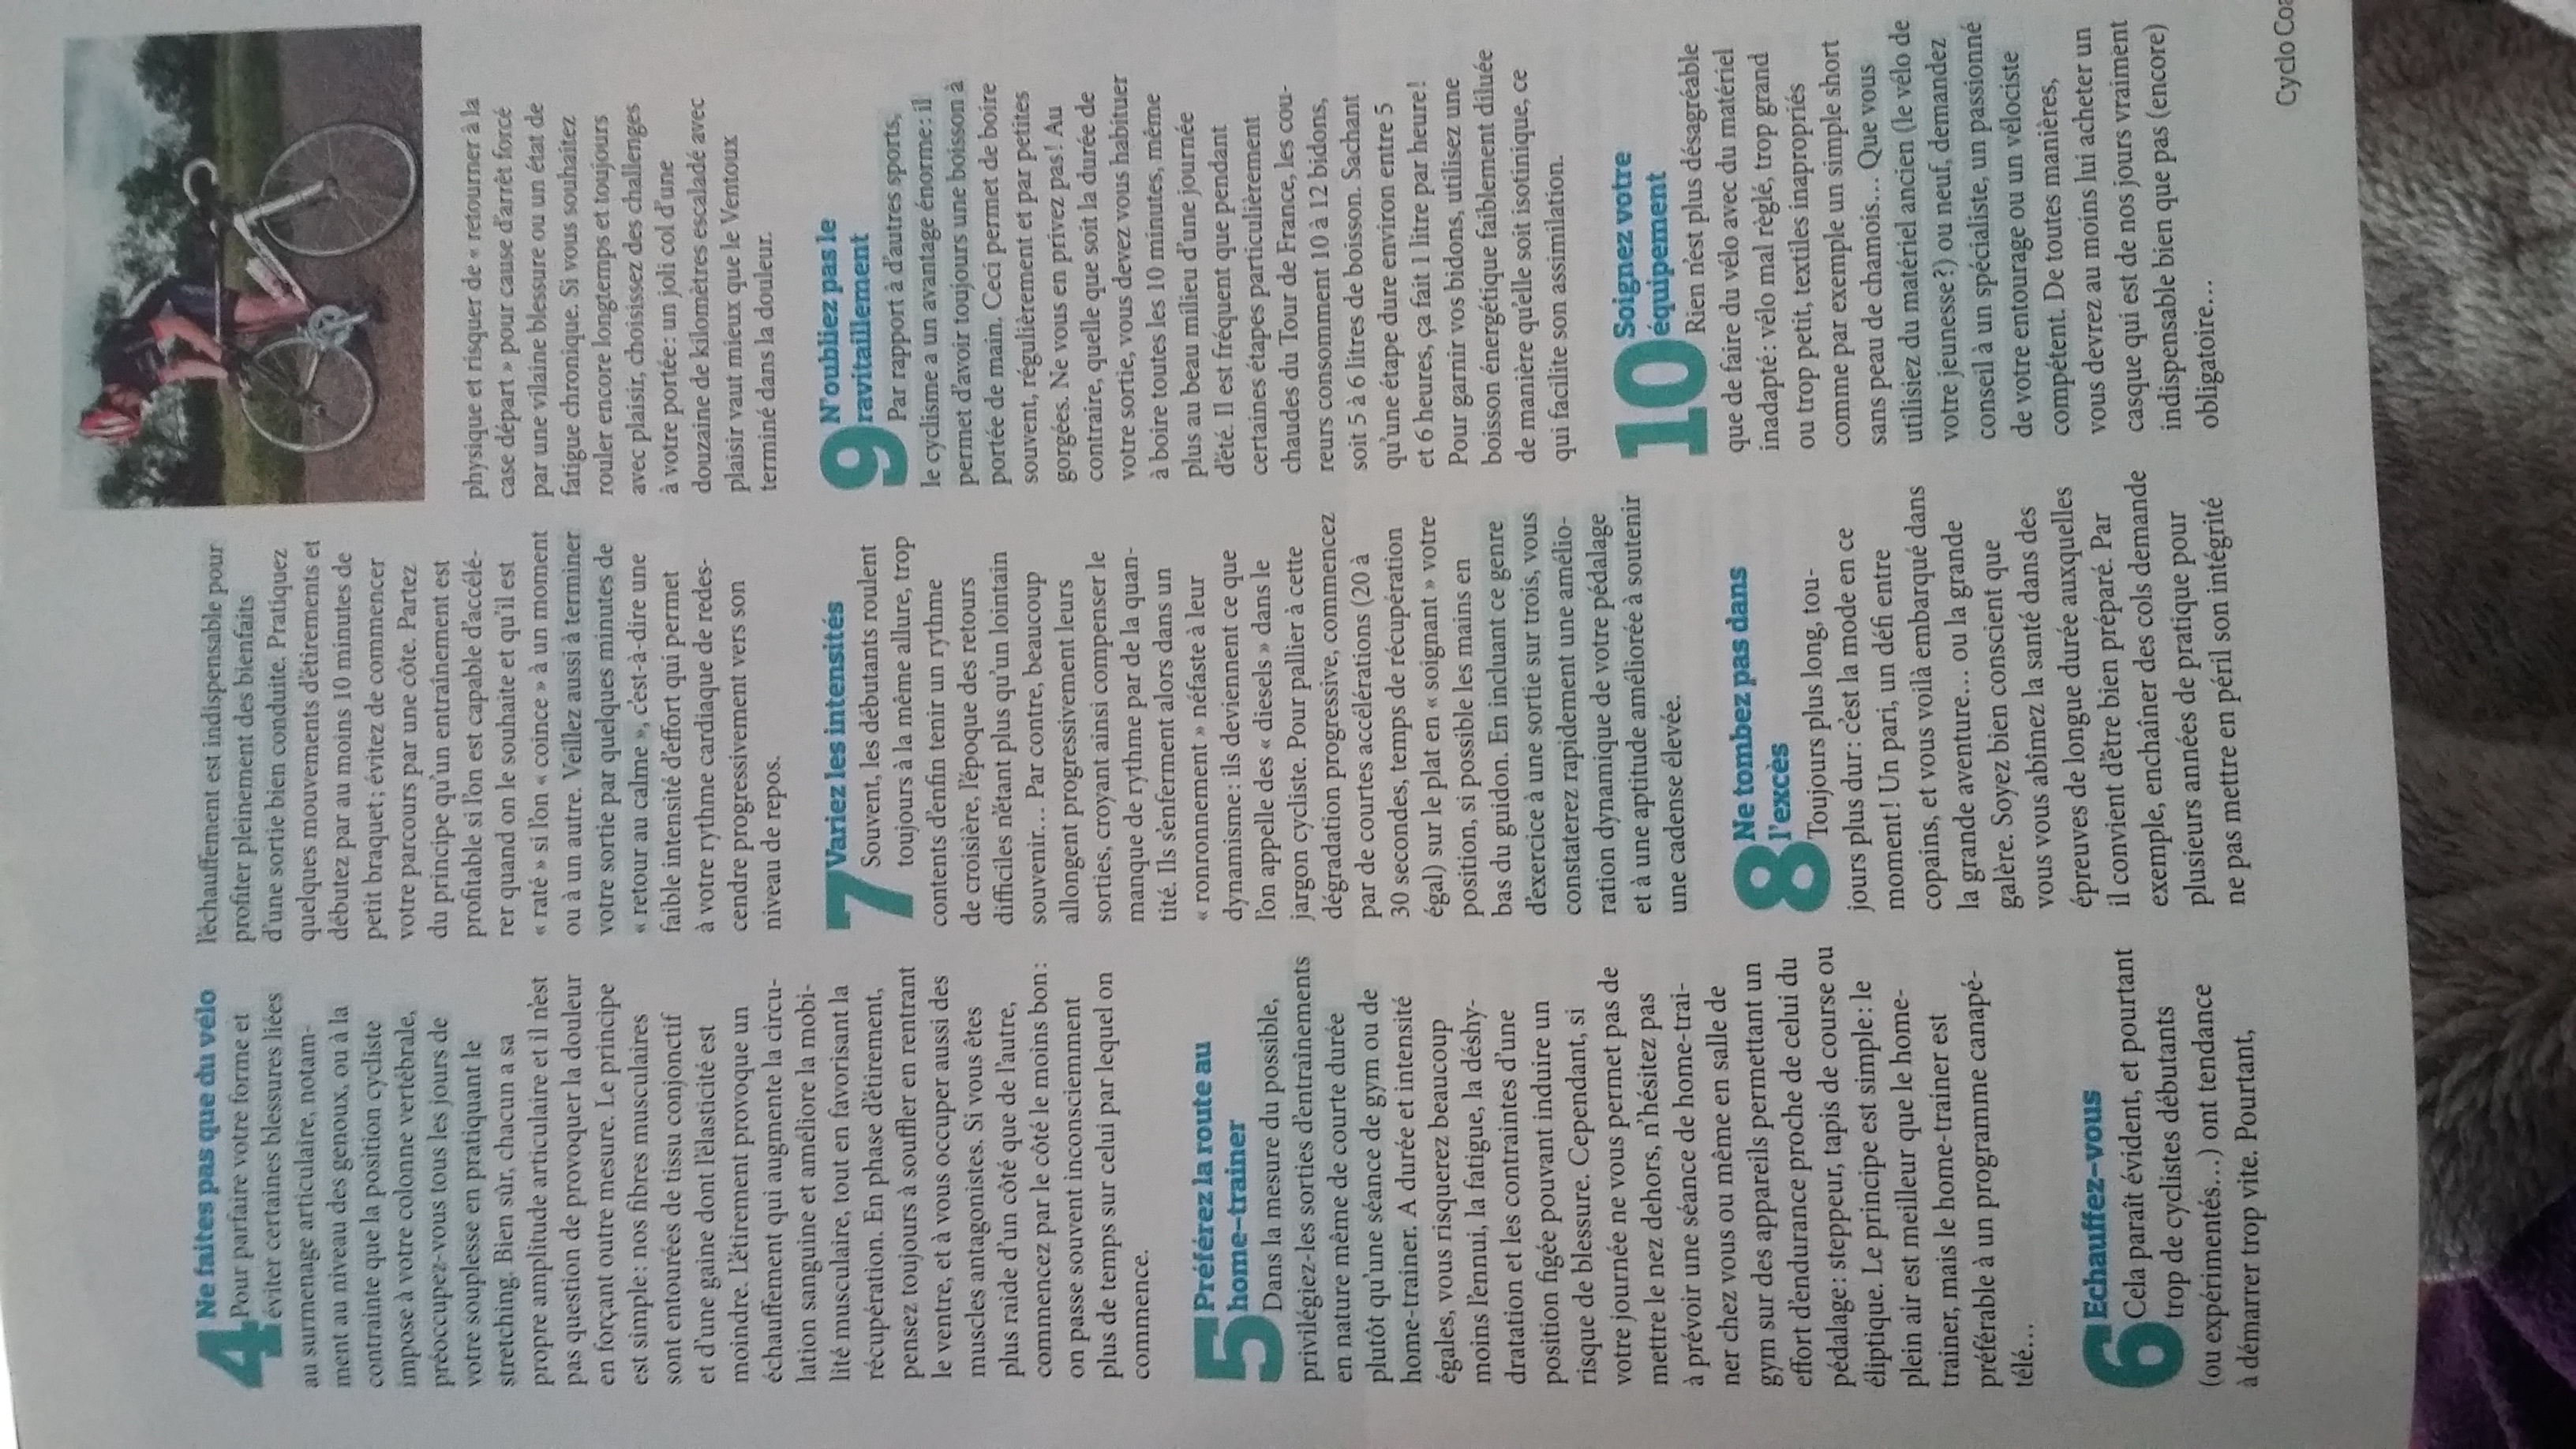 4 Ne faites pas que du vélo
Pour parfaire votre forme et
éviter certaines blessures liées
au surmenage articulaire, notam-
ment au niveau des genoux, ou à la
contrainte que la position cycliste
impose à votre colonne vertébrale,
préoccupez-vous tous les jours de
votre souplesse en pratiquant le
stretching. Bien sûr, chacun a sa
propre amplitude articulaire et il n'est
pas question de provoquer la douleur
en forçant outre mesure. Le principe
est simple : nos fibres musculaires
sont entourées de tissu conjonctif
et d'une gaine dont l'élasticité est
moindre. L'étirement provoque un
échauffement qui augmente la circu-
lation sanguine et améliore la mobi-
lité musculaire, tout en favorisant la
récupération. En phase d'étirement,
pensez toujours à souffler en rentrant
le ventre, et à vous occuper aussi des
muscles antagonistes. Si vous êtes
plus raide d'un côté que de l'autre,
commencez par le côté le moins bon :
on passe souvent inconsciemment
plus de temps sur celui par lequel on
commence.
5 Préférez la route au
home-trainer
Dans la mesure du possible,
privilégiez-les sorties d'entraînements
en nature même de courte durée
plutôt qu'une séance de gym ou de
home-trainer. A durée et intensité
égales, vous risquerez beaucoup
moins l'ennui, la fatigue, la déshy-
dratation et les contraintes d'une
position figée pouvant induire un
risque de blessure. Cependant, si
votre journée ne vous permet pas de
mettre le nez dehors, n'hésitez pas
à prévoir une séance de home-trai-
ner chez vous ou même en salle de
gym sur des appareils permettant un
effort d'endurance proche de celui du
pédalage : steppeur, tapis de course ou
éliptique. Le principe est simple : le
plein air est meilleur que le home-
trainer, mais le home-trainer est
préférable à un programme canapé-
télé…
6 Echauffez-vous
Cela paraît évident, et pourtant
trop de cyclistes débutants
(ou expérimentés…) ont tendance
à démarrer trop vite. Pourtant,
l'échauffement est indispensable pour
profiter pleinement des bienfaits
d'une sortie bien conduite. Pratiquez
quelques mouvements d'étirements et
débutez par au moins 10 minutes de
petit braquet ; évitez de commencer
votre parcours par une côte. Partez
du principe qu'un entraînement est
profitable si l'on est capable d'accélé-
rer quand on le souhaite et qu'il est
« raté » si l'on « coince » à un moment
ou à un autre. Veillez aussi à terminer
votre sortie par quelques minutes de
« retour au calme », c'est-à-dire une
faible intensité d'effort qui permet
à votre rythme cardiaque de redes-
cendre progressivement vers son
niveau de repos.
7 Variez les intensités
Souvent, les débutants roulent
toujours à la même allure, trop
contents d'enfin tenir un rythme
de croisière, l'époque des retours
difficiles n'étant plus qu'un lointain
souvenir… Par contre, beaucoup
allongent progressivement leurs
sorties, croyant ainsi compenser le
manque de rythme par de la quan-
tité. Ils s'enferment alors dans un
« ronronnement » néfaste à leur
dynamisme : ils deviennent ce que
l'on appelle des « diesels » dans le
jargon cycliste. Pour pallier à cette
dégradation progressive, commencez
par de courtes accélérations (20 à
30 secondes, temps de récupération
égal) sur le plat en « soignant » votre
position, si possible les mains en
bas du guidon. En incluant ce genre
d'exercice à une sortie sur trois, vous
constaterez rapidement une amélio-
ration dynamique de votre pédalage
et à une aptitude améliorée à soutenir
une cadense élevée.
8 Ne tombez pas dans
l'excès
Toujours plus long, tou-
jours plus dur : c'est la mode en ce
moment ! Un pari, un défi entre
copains, et vous voilà embarqué dans
la grande aventure… ou la grande
galère. Soyez bien conscient que
vous vous abîmez la santé dans des
épreuves de longue durée auxquelles
il convient d'être bien préparé. Par
exemple, enchaîner des cols demande
plusieurs années de pratique pour
ne pas mettre en péril son intégrité
physique et risquer de « retourner à la
case départ » pour cause d'arrêt forcé
par une vilaine blessure ou un état de
fatigue chronique. Si vous souhaitez
rouler encore longtemps et toujours
avec plaisir, choisissez des challenges
à votre portée : un joli col d'une
douzaine de kilomètres escaladé avec
plaisir vaut mieux que le Ventoux
terminé dans la douleur.
9 N'oubliez pas le
ravitaillement
Par rapport à d'autres sports,
le cyclisme a un avantage énorme : il
permet d'avoir toujours une boisson à
portée de main. Ceci permet de boire
souvent, régulièrement et par petites
gorgées. Ne vous en privez pas ! Au
contraire, quelle que soit la durée de
votre sortie, vous devez vous habituer
à boire toutes les 10 minutes, même
plus au beau milieu d'une journée
d'été. Il est fréquent que pendant
certaines étapes particulièrement
chaudes du Tour de France, les cou-
reurs consomment 10 à 12 bidons,
soit 5 à 6 litres de boisson. Sachant
qu'une étape dure environ entre 5
et 6 heures, ça fait 1 litre par heure !
Pour garnir vos bidons, utilisez une
boisson énergétique faiblement diluée
de manière qu'elle soit isotinique, ce
qui facilite son assimilation.
10 Soignez votre
équipement
Rien n'est plus désagréable
que de faire du vélo avec du matériel
inadapté : vélo mal règlé, trop grand
ou trop petit, textiles inapropriés
comme par exemple un simple short
sans peau de chamois… Que vous
utilisiez du matériel ancien (le vélo de
votre jeunesse ?) ou neuf, demandez
conseil à un spécialiste, un passionné
de votre entourage ou un vélociste
compétent. De toutes manières,
vous devrez au moins lui acheter un
casque qui est de nos jours vraiment
indispensable bien que pas (encore)
obligatoire…
Cyclo Coa